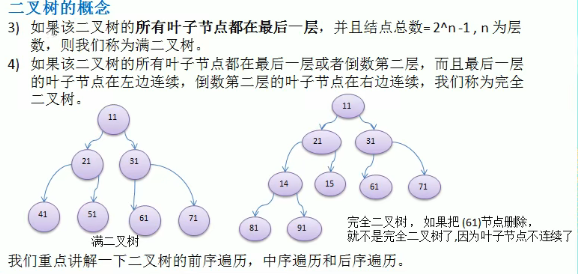 二叉树的概念
3) 如果该二叉树的所有叶子节点都在最后一层，并且结点总数= 2^n -1 , n 为层
数，则我们称为满二叉树。
4) 如果该二叉树的所有叶子节点都在最后一层或者倒数第二层，而且最后一层
的叶子节点在左边连续，倒数第二层的叶子节点在右边连续，我们称为完全
二叉树。
11
21 31
41 51 61 71
满二叉树
11
21 31
14 15 61 71
81 91
完全二叉树， 如果把 (61)节点删除，
就不是完全二叉树了,因为叶子节点不连续了
我们重点讲解一下二叉树的前序遍历，中序遍历和后序遍历。